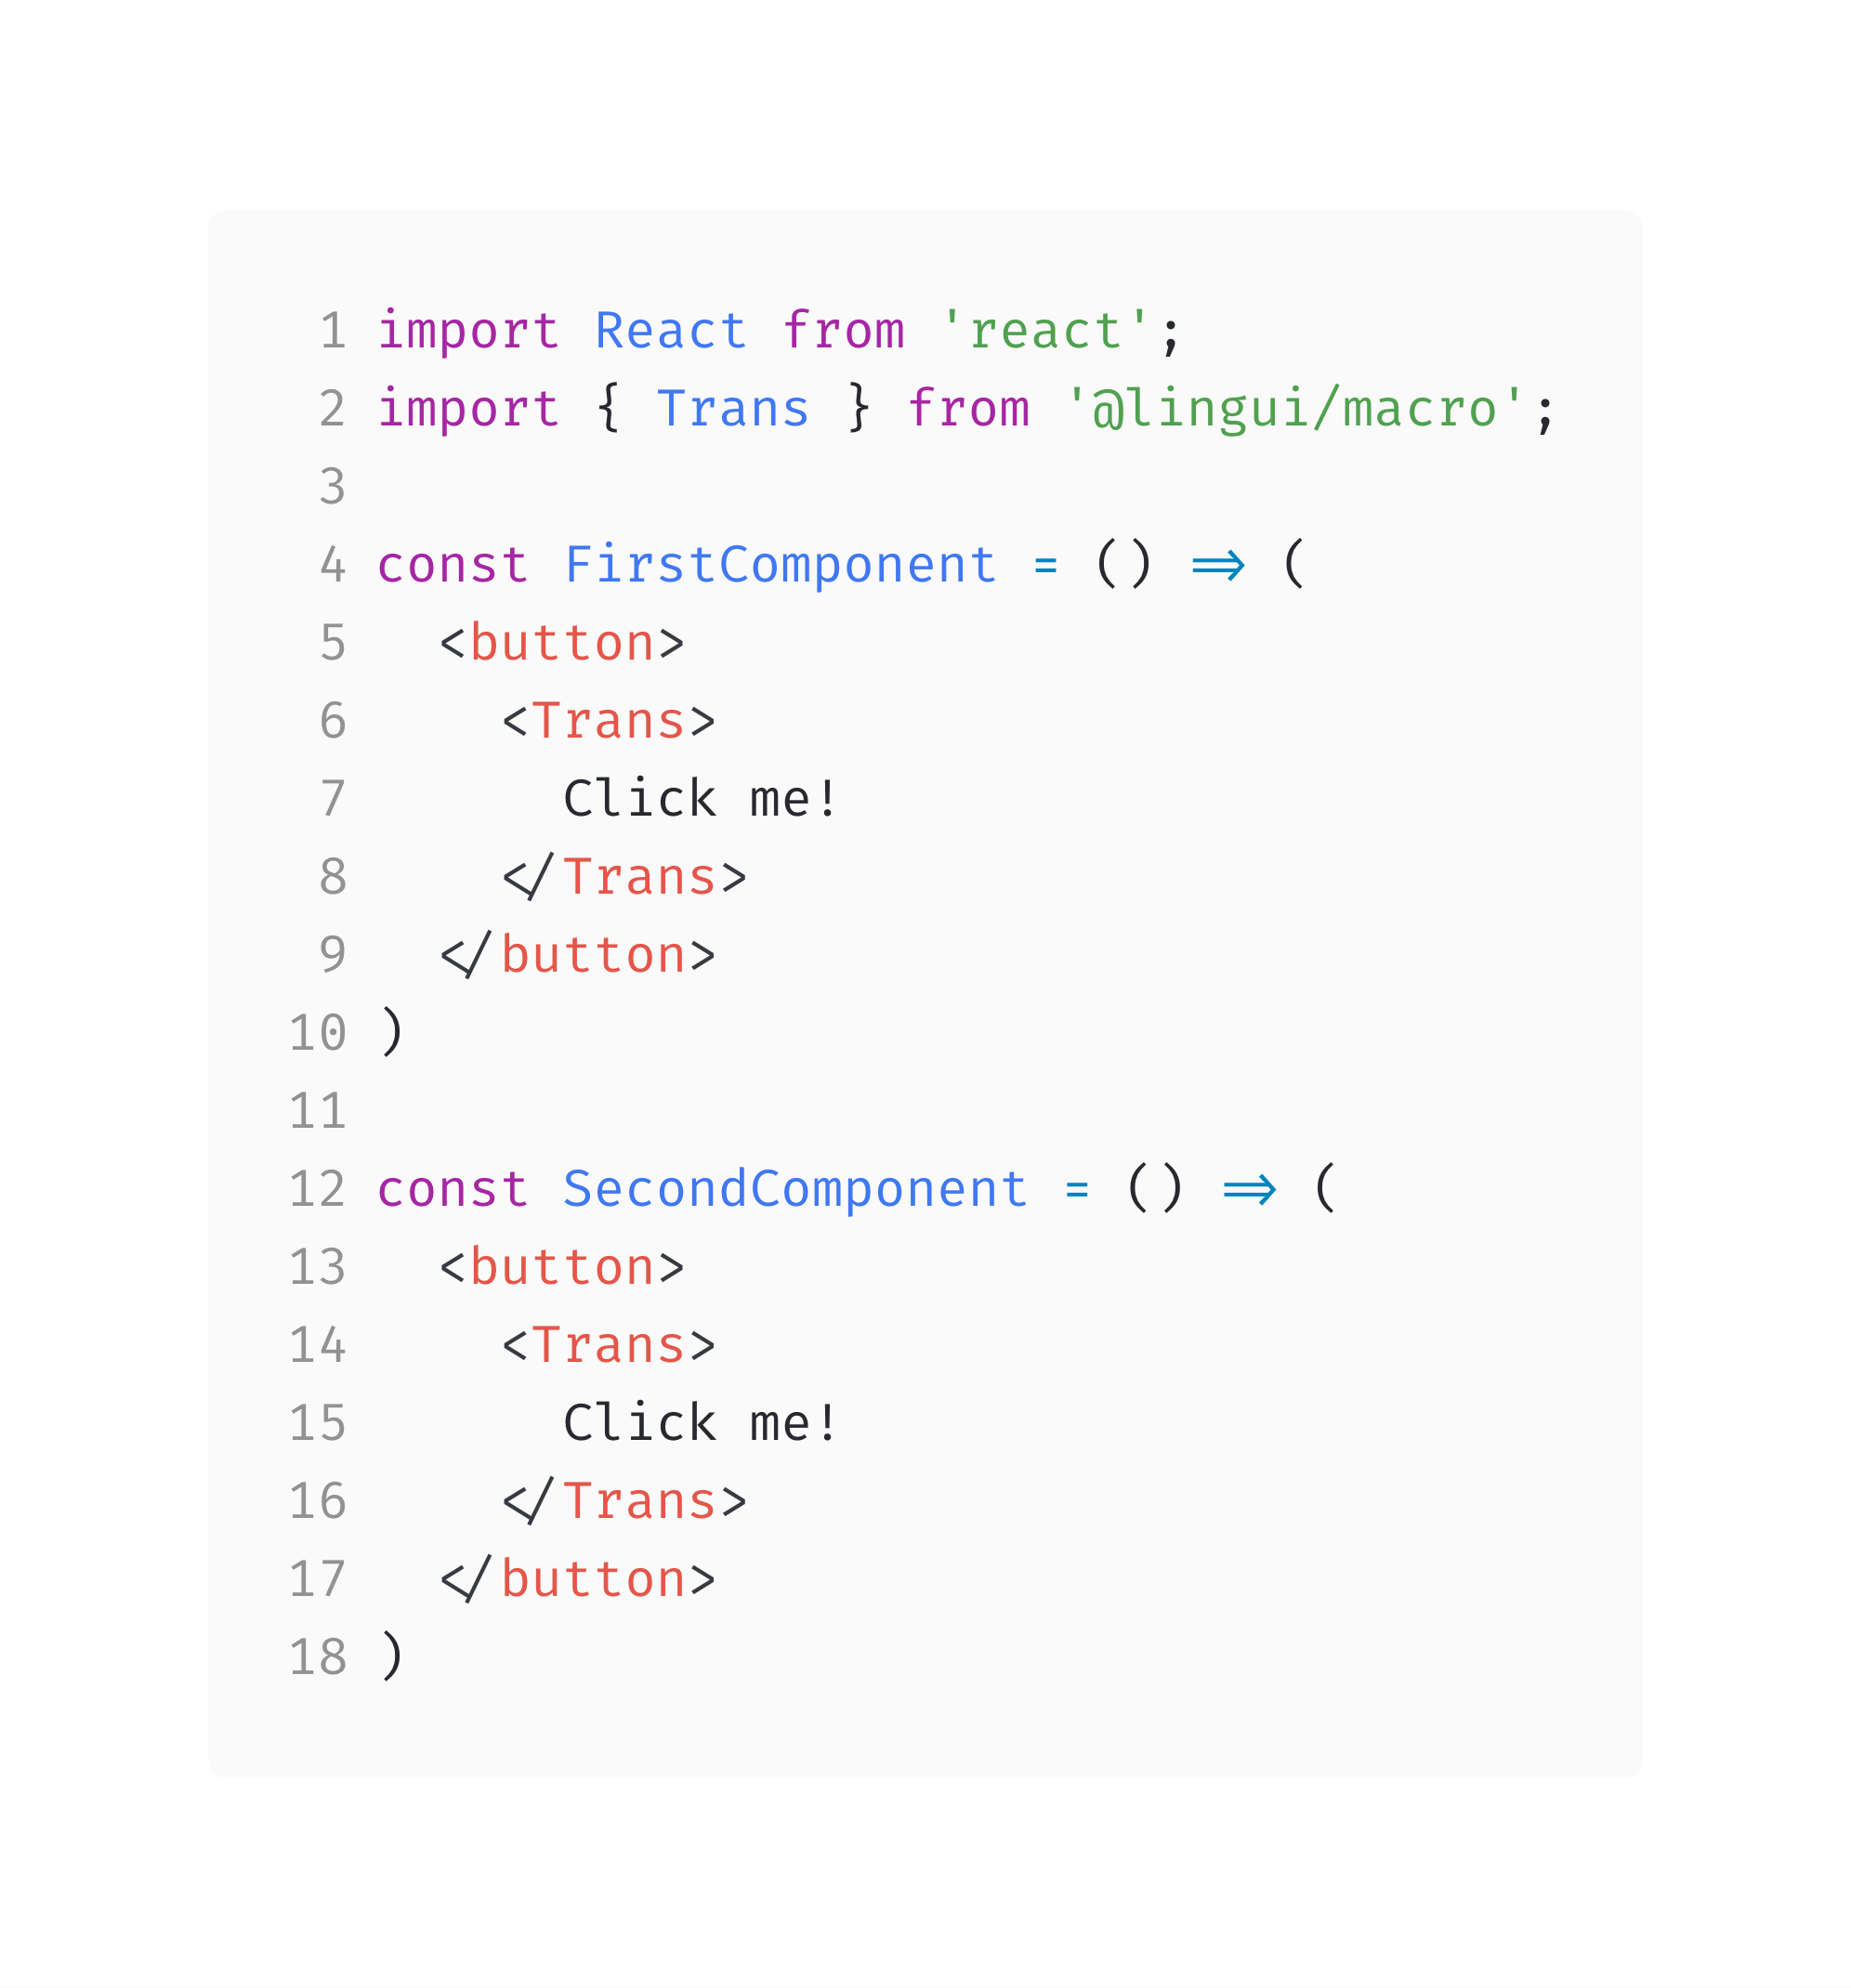 1 import React from 'react';
2 import { Trans } from '@lingui/macro';
3
4 const FirstComponent = () => (
5   <button>
6     <Trans>
7       Click me!
8     </Trans>
9   </button>
10 )
11
12 const SecondComponent = () => (
13   <button>
14     <Trans>
15       Click me!
16     </Trans>
17   </button>
18 )